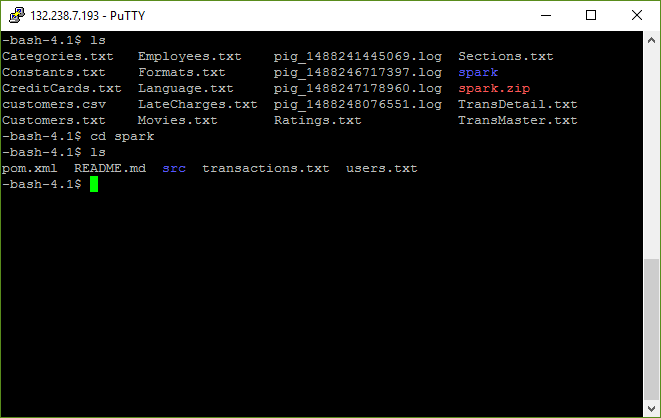 132.238.7.193 - PuTTY
-bash-4.1$ ls
Categories.txt Employees.txt pig_1488241445069.log Sections.txt
Constants.txt Formats.txt pig_1488246717397.log spark
CreditCards.txt Language.txt pig_1488247178960.log spark.zip
customers.csv LateCharges.txt pig_1488248076551.log TransDetail.txt
Customers.txt Movies.txt Ratings.txt TransMaster.txt
-bash-4.1$ cd spark
-bash-4.1$ ls
pom.xml README.md src transactions.txt users.txt
-bash-4.1$